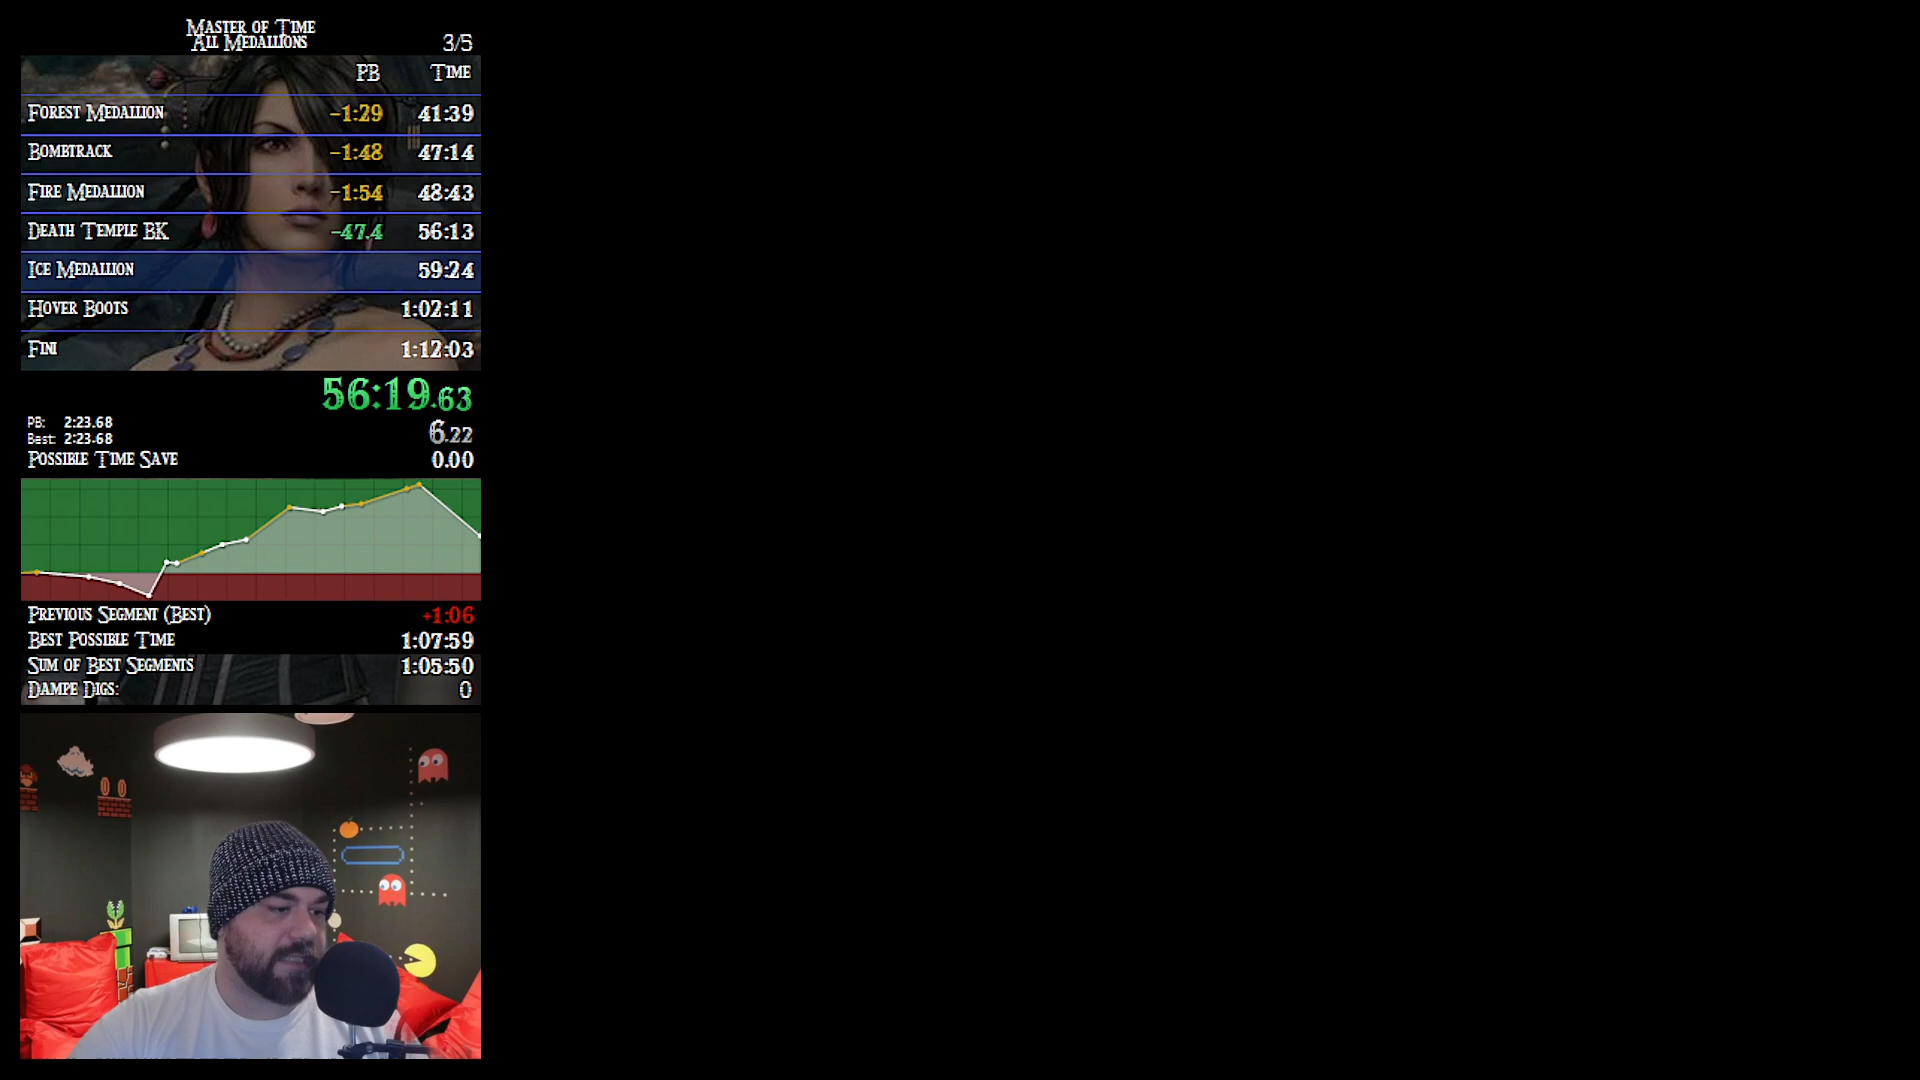 Master of Time
All Medallions
3/5
PB Time
Forest Medallion -1:29 41:39
Bombtrack -1:48 47:14
Fire Medallion -1:54 48:43
Death Temple BK -47.4 56:13
Ice Medallion 59:24
Hover Boots 1:02:11
Fini 1:12:03
56:19.63
PB: 2:23.68
Best: 2:23.68
6.22
Possible Time Save 0.00
Previous Segment (Best) +1:06
Best Possible Time 1:07:59
Sum of Best Segments 1:05:50
Dampe Digs: 0